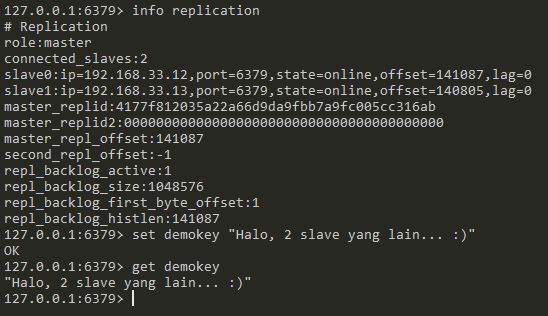 127.0.0.1:6379> info replication
# Replication
role:master
connected_slaves:2
slave0:ip=192.168.33.12,port=6379,state=online,offset=141087,lag=0
slave1:ip=192.168.33.13,port=6379,state=online,offset=140805,lag=0
master_replid:4177f812035a22a66d9da9fbb7a9fc005cc316ab
master_replid2:0000000000000000000000000000000000000000
master_repl_offset:141087
second_repl_offset:-1
repl_backlog_active:1
repl_backlog_size:1048576
repl_backlog_first_byte_offset:1
repl_backlog_histlen:141087
127.0.0.1:6379> set demokey "Halo, 2 slave yang lain... :)"
OK
127.0.0.1:6379> get demokey
"Halo, 2 slave yang lain... :)"
127.0.0.1:6379>